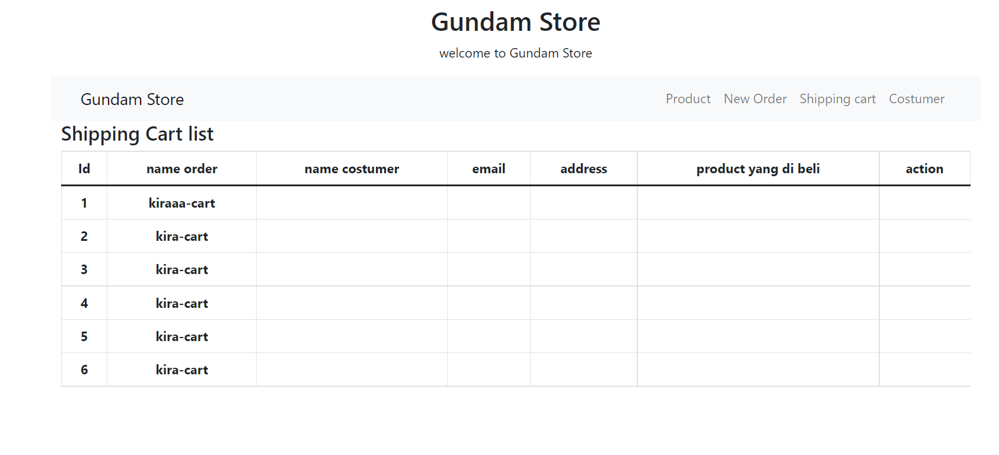 Gundam Store
welcome to Gundam Store
Gundam Store Product New Order Shipping cart Costumer
Shipping Cart list
Id name order name costumer email address product yang di beli action
1 kiraaa-cart
2 kira-cart
3 kira-cart
4 kira-cart
5 kira-cart
6 kira-cart